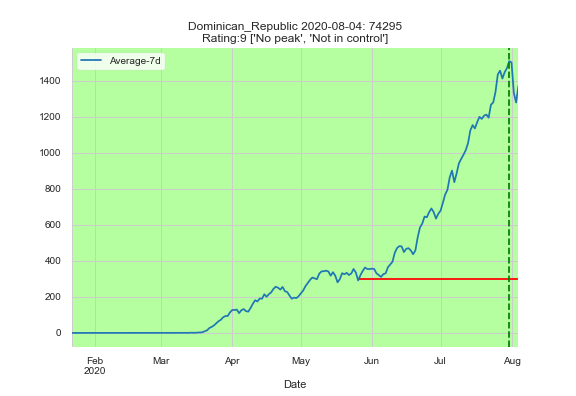 Dominican_Republic 2020-08-04: 74295
Rating:9 ['No peak', 'Not in control']
Average-7d
1400
1200
1000
800
600
400
200
0
Feb
2020
Mar
Apr
May
Jun
Jul
Aug
Date